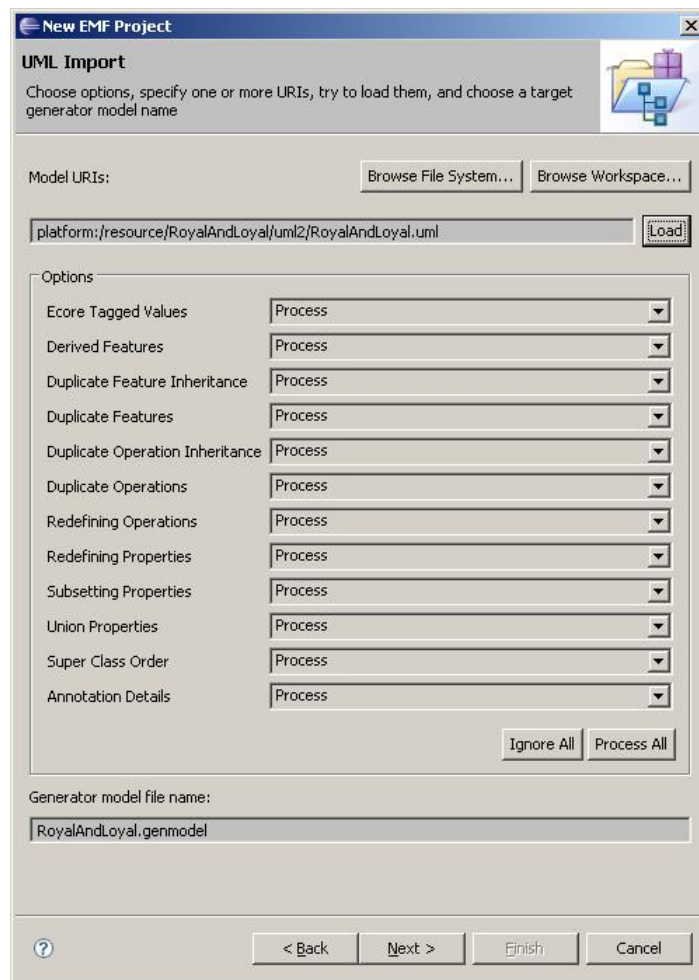 New EMF Project
UML Import
Choose options, specify one or more URIs, try to load them, and choose a target
generator model name
Model URIs:
Browse File System...
Browse Workspace...
platform:/resource/RoyalAndLoyal/uml2/RoyalAndLoyal.uml
Load
Options
Ecore Tagged Values Process
Derived Features Process
Duplicate Feature Inheritance Process
Duplicate Features Process
Duplicate Operation Inheritance Process
Duplicate Operations Process
Redefining Operations Process
Redefining Properties Process
Subsetting Properties Process
Union Properties Process
Super Class Order Process
Annotation Details Process
Ignore All Process All
Generator model file name:
RoyalAndLoyal.genmodel
? < Back Next > Finish Cancel